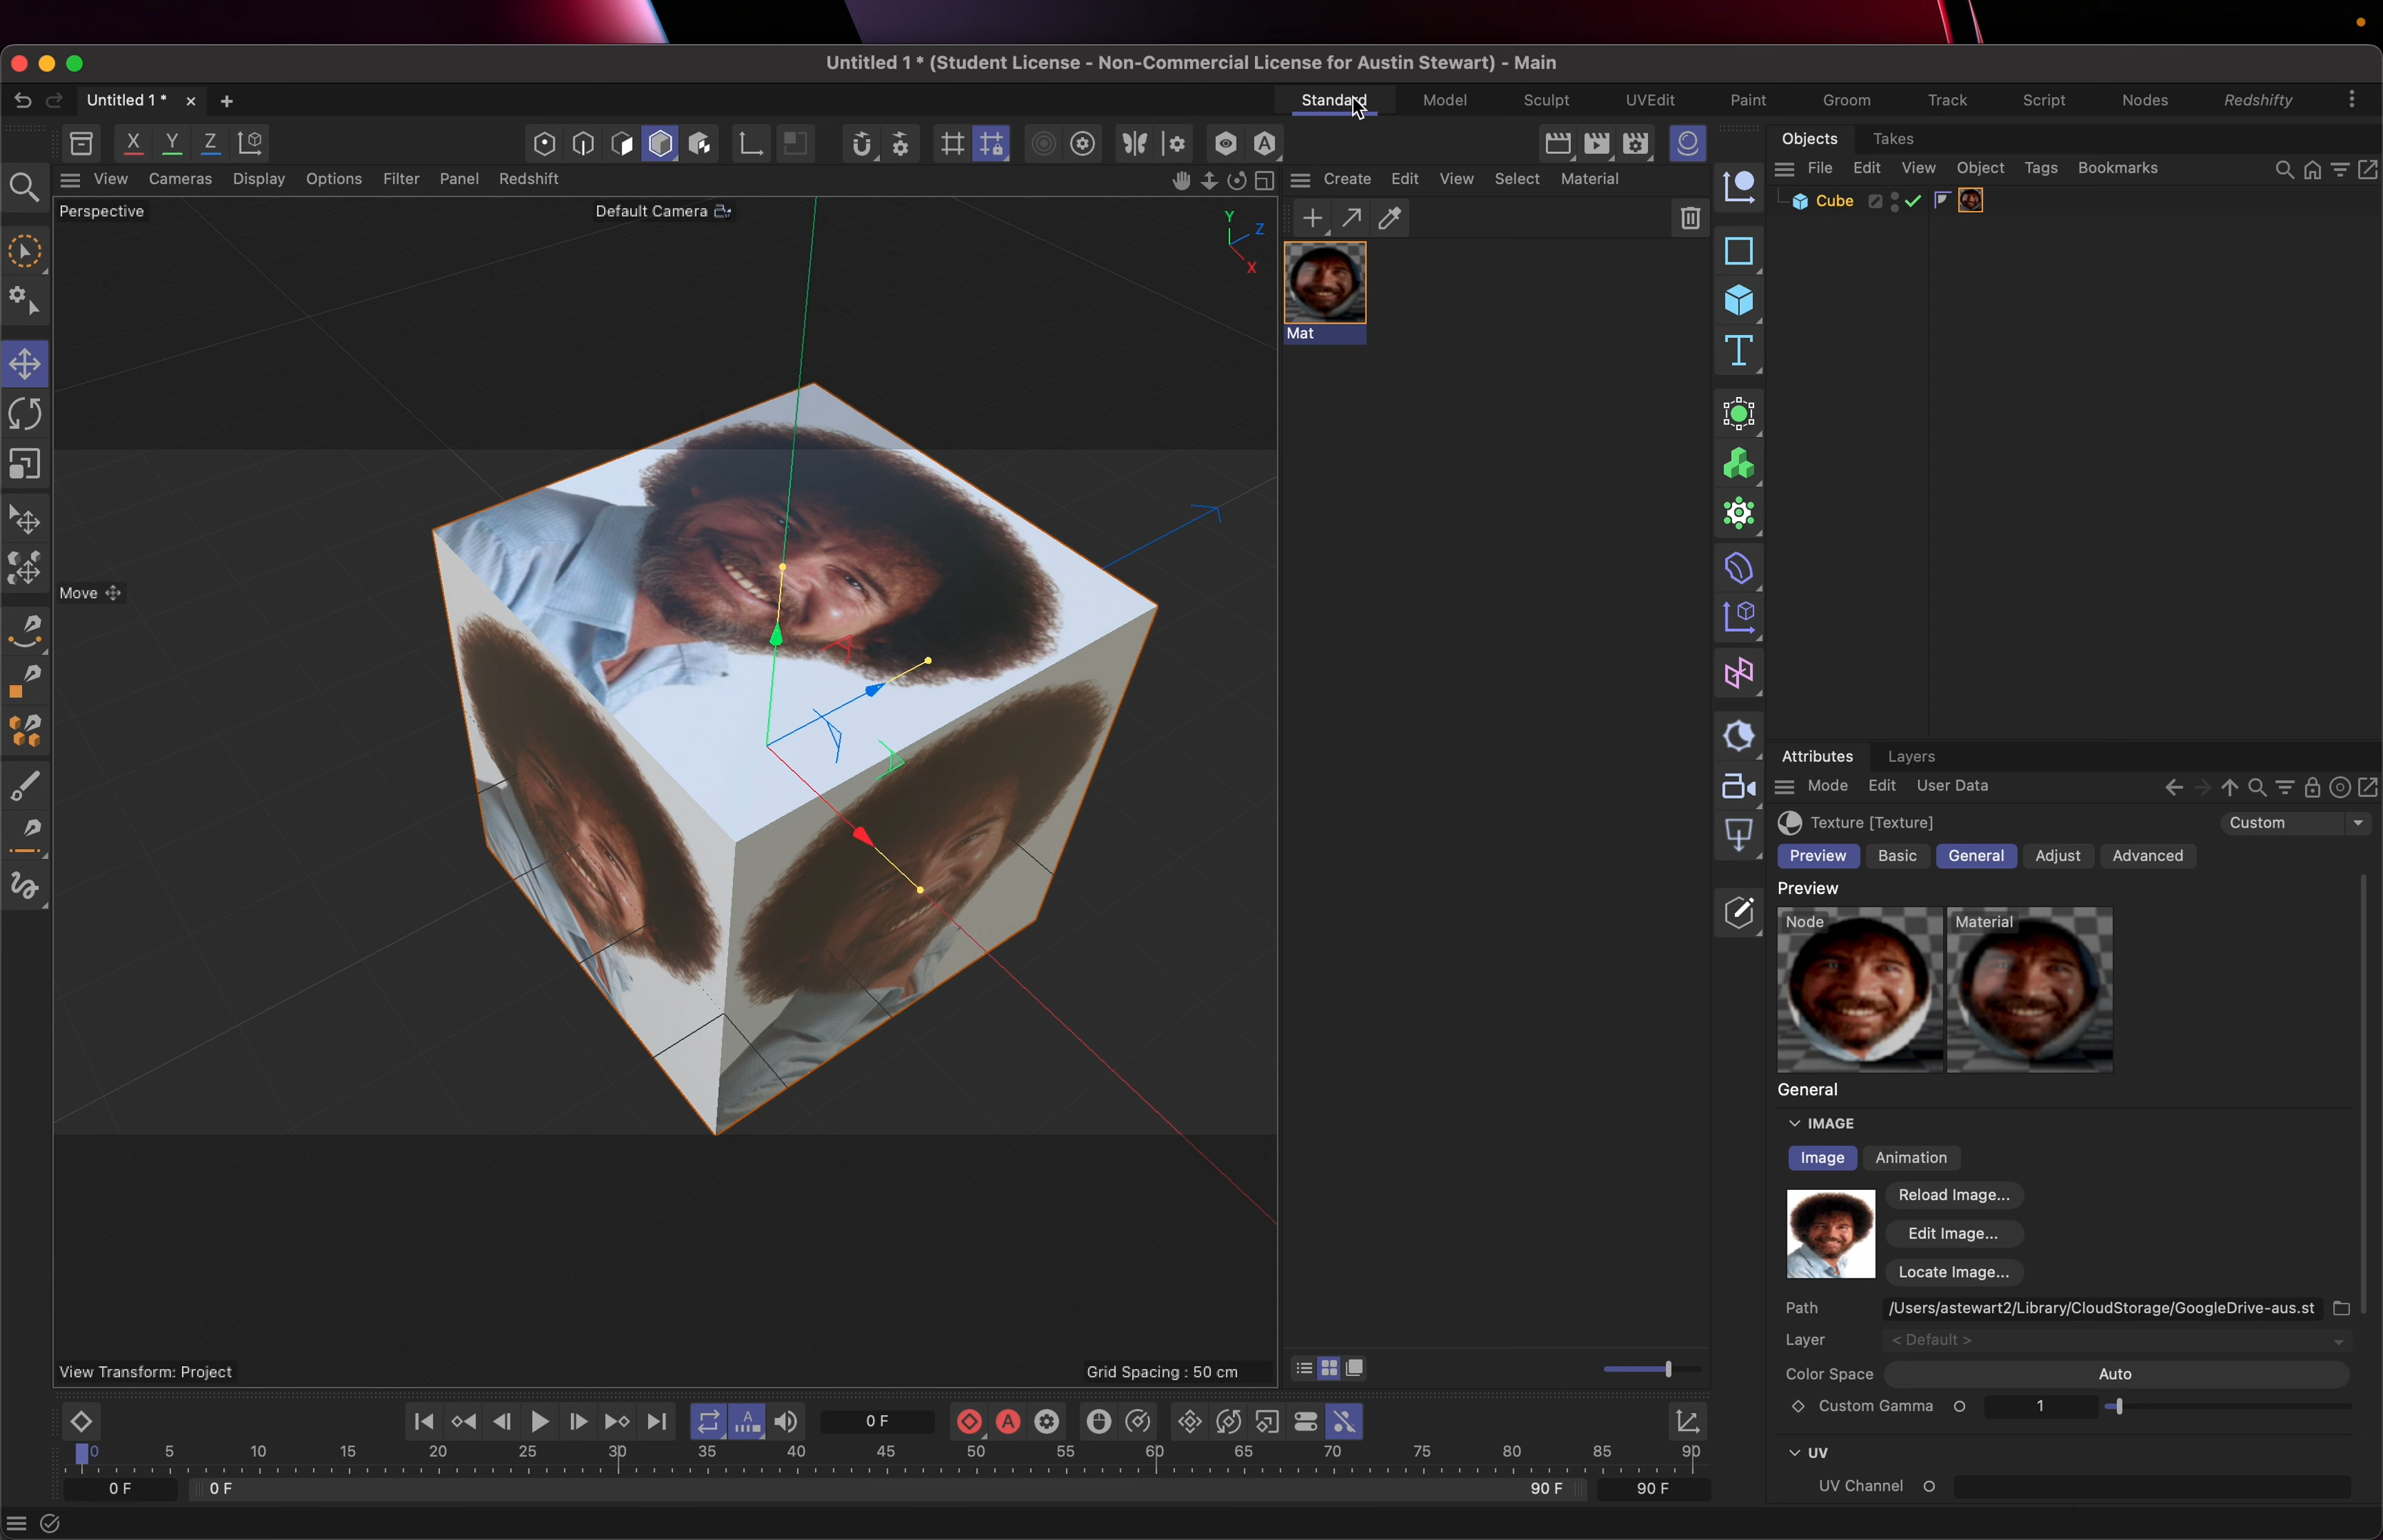 Untitled 1 * (Student License - Non-Commercial License for Austin Stewart) - Main
Untitled 1 *
Standard Model Sculpt UVEdit Paint Groom Track Script Nodes Redshifty
X Y Z
A
Objects Takes
File Edit View Object Tags Bookmarks
View Cameras Display Options Filter Panel Redshift
Create Edit View Select Material
Cube
Perspective
Default Camera
Y
Z
X
Mat
Move
Attributes Layers
Mode Edit User Data
Texture [Texture]
Custom
Preview Basic General Adjust Advanced
Preview
Node
Material
General
IMAGE
Image Animation
Reload Image...
Edit Image...
Locate Image...
Path /Users/astewart2/Library/CloudStorage/GoogleDrive-aus.st
Layer < Default >
Color Space Auto
Custom Gamma 1
UV
UV Channel
View Transform: Project
Grid Spacing : 50 cm
A
0 F
A
0 5 10 15 20 25 30 35 40 45 50 55 60 65 70 75 80 85 90
0 F 0 F 90 F 90 F